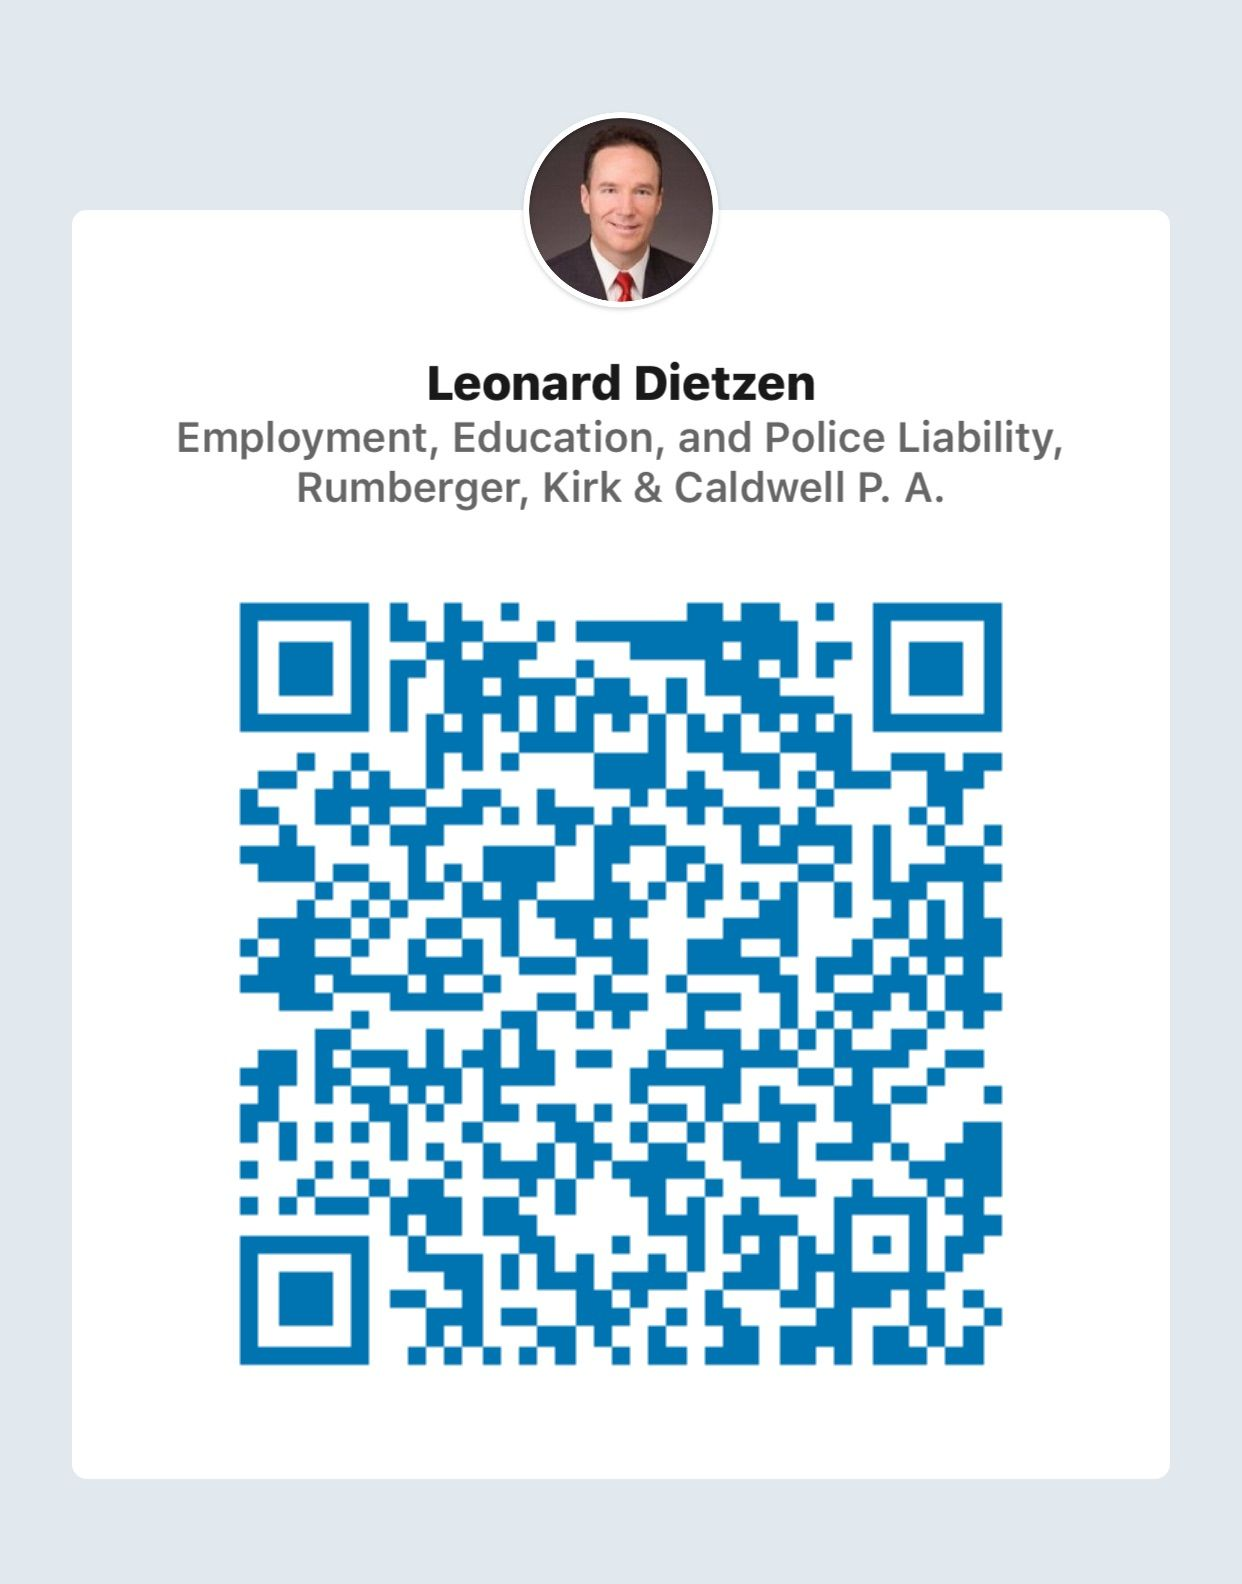 Leonard Dietzen
Employment, Education, and Police Liability,
Rumberger, Kirk & Caldwell P. A.